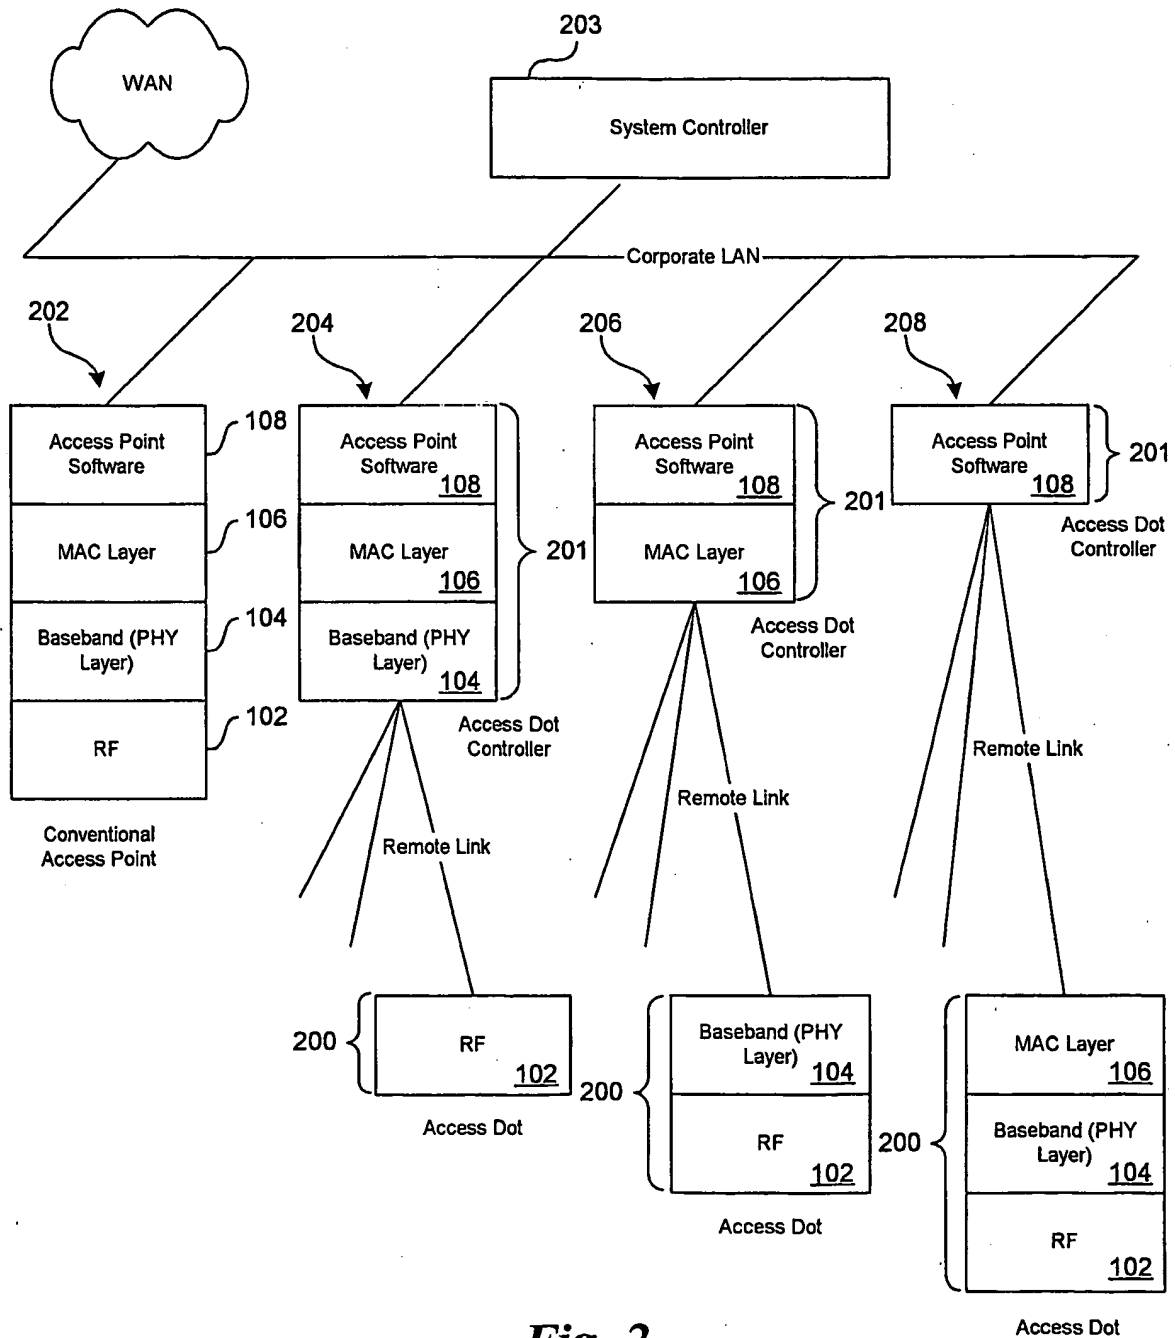 203
WAN
System Controller
Corporate LAN
202
204
206
208
Access Point
Software
108
Access Point
Software
108
Access Point
Software
108
Access Point
Software
108
201
Access Dot
Controller
MAC Layer
106
MAC Layer
106
201
MAC Layer
106
201
Access Dot
Controller
Baseband (PHY
Layer)
104
Baseband (PHY
Layer)
104
Access Dot
Controller
RF
102
Conventional
Access Point
Remote Link
Remote Link
Remote Link
200
RF
102
Access Dot
200
Baseband (PHY
Layer)
104
RF
102
Access Dot
200
MAC Layer
106
Baseband (PHY
Layer)
104
RF
102
Access Dot
Fig. 2